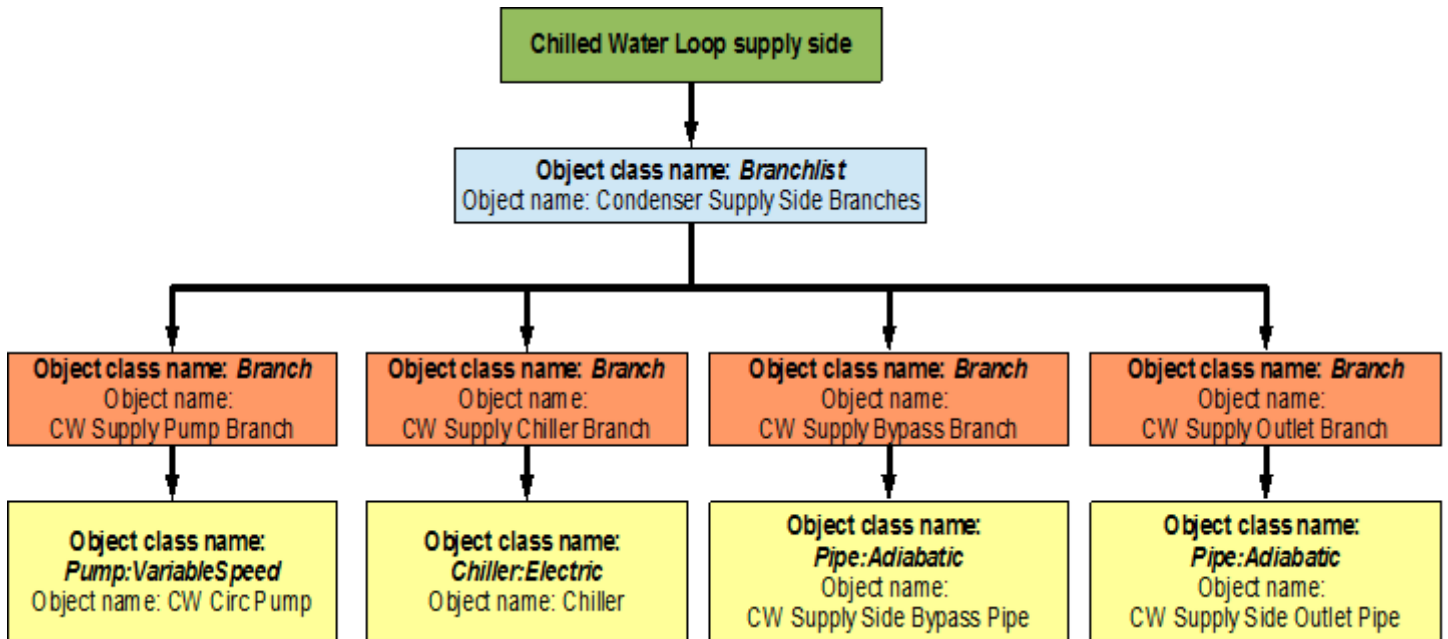 Chilled Water Loop supply side
Object class name: Branchlist
Object name: Condenser Supply Side Branches
Object class name: Branch
Object name:
CW Supply Pump Branch
Object class name: Branch
Object name:
CW Supply Chiller Branch
Object class name: Branch
Object name:
CW Supply Bypass Branch
Object class name: Branch
Object name:
CW Supply Outlet Branch
Object class name:
Pump:VariableSpeed
Object name: CW Circ Pump
Object class name:
Chiller:Electric
Object name: Chiller
Object class name:
Pipe:Adiabatic
Object name:
CW Supply Side Bypass Pipe
Object class name:
Pipe:Adiabatic
Object name:
CW Supply Side Outlet Pipe